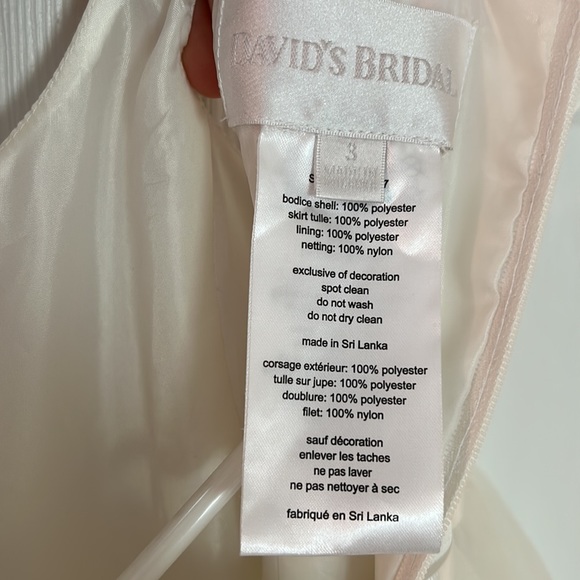 DAVID'S BRIDAL
3
MADE IN
bodice shell: 100% polyester
skirt tulle: 100% polyester
lining: 100% polyester
netting: 100% nylon
exclusive of decoration
spot clean
do not wash
do not dry clean
made in Sri Lanka
corsage extérieur: 100% polyester
tulle sur jupe: 100% polyester
doublure: 100% polyester
filet: 100% nylon
sauf décoration
enlever les taches
ne pas laver
ne pas nettoyer à sec
fabriqué en Sri Lanka